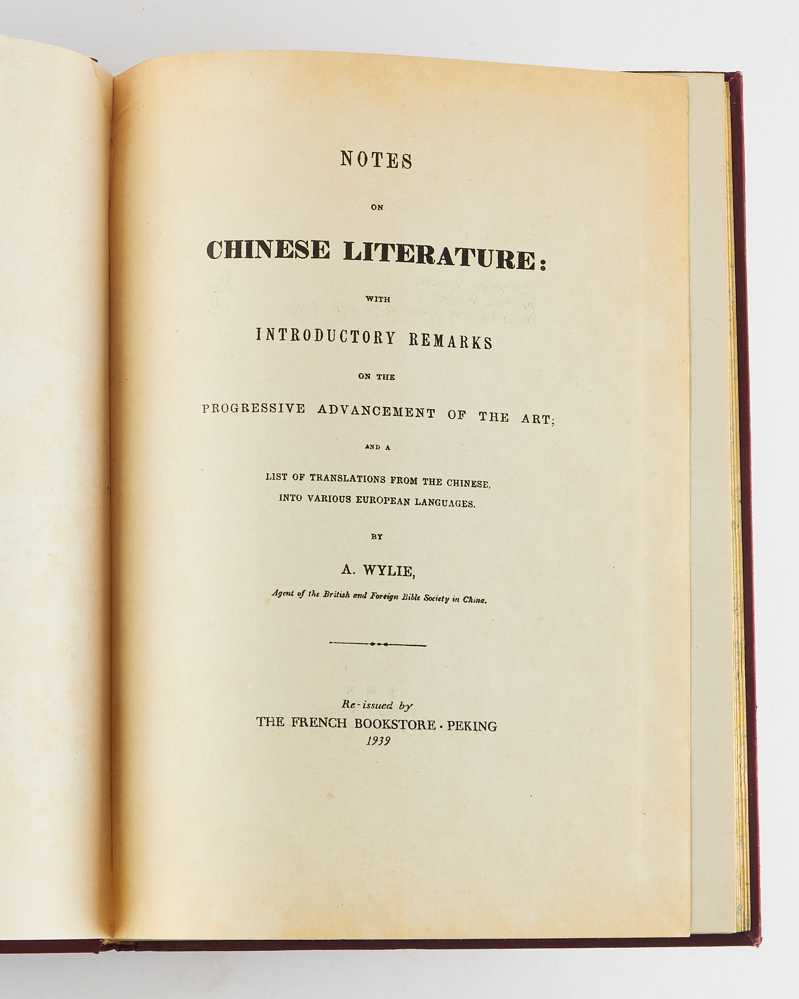 NOTES
ON
CHINESE LITERATURE:
WITH
INTRODUCTORY REMARKS
ON THE
PROGRESSIVE ADVANCEMENT OF THE ART;
AND A
LIST OF TRANSLATIONS FROM THE CHINESE,
INTO VARIOUS EUROPEAN LANGUAGES.
BY
A. WYLIE,
Agent of the British and Foreign Bible Society in China.
Re-issued by
THE FRENCH BOOKSTORE · PEKING
1939